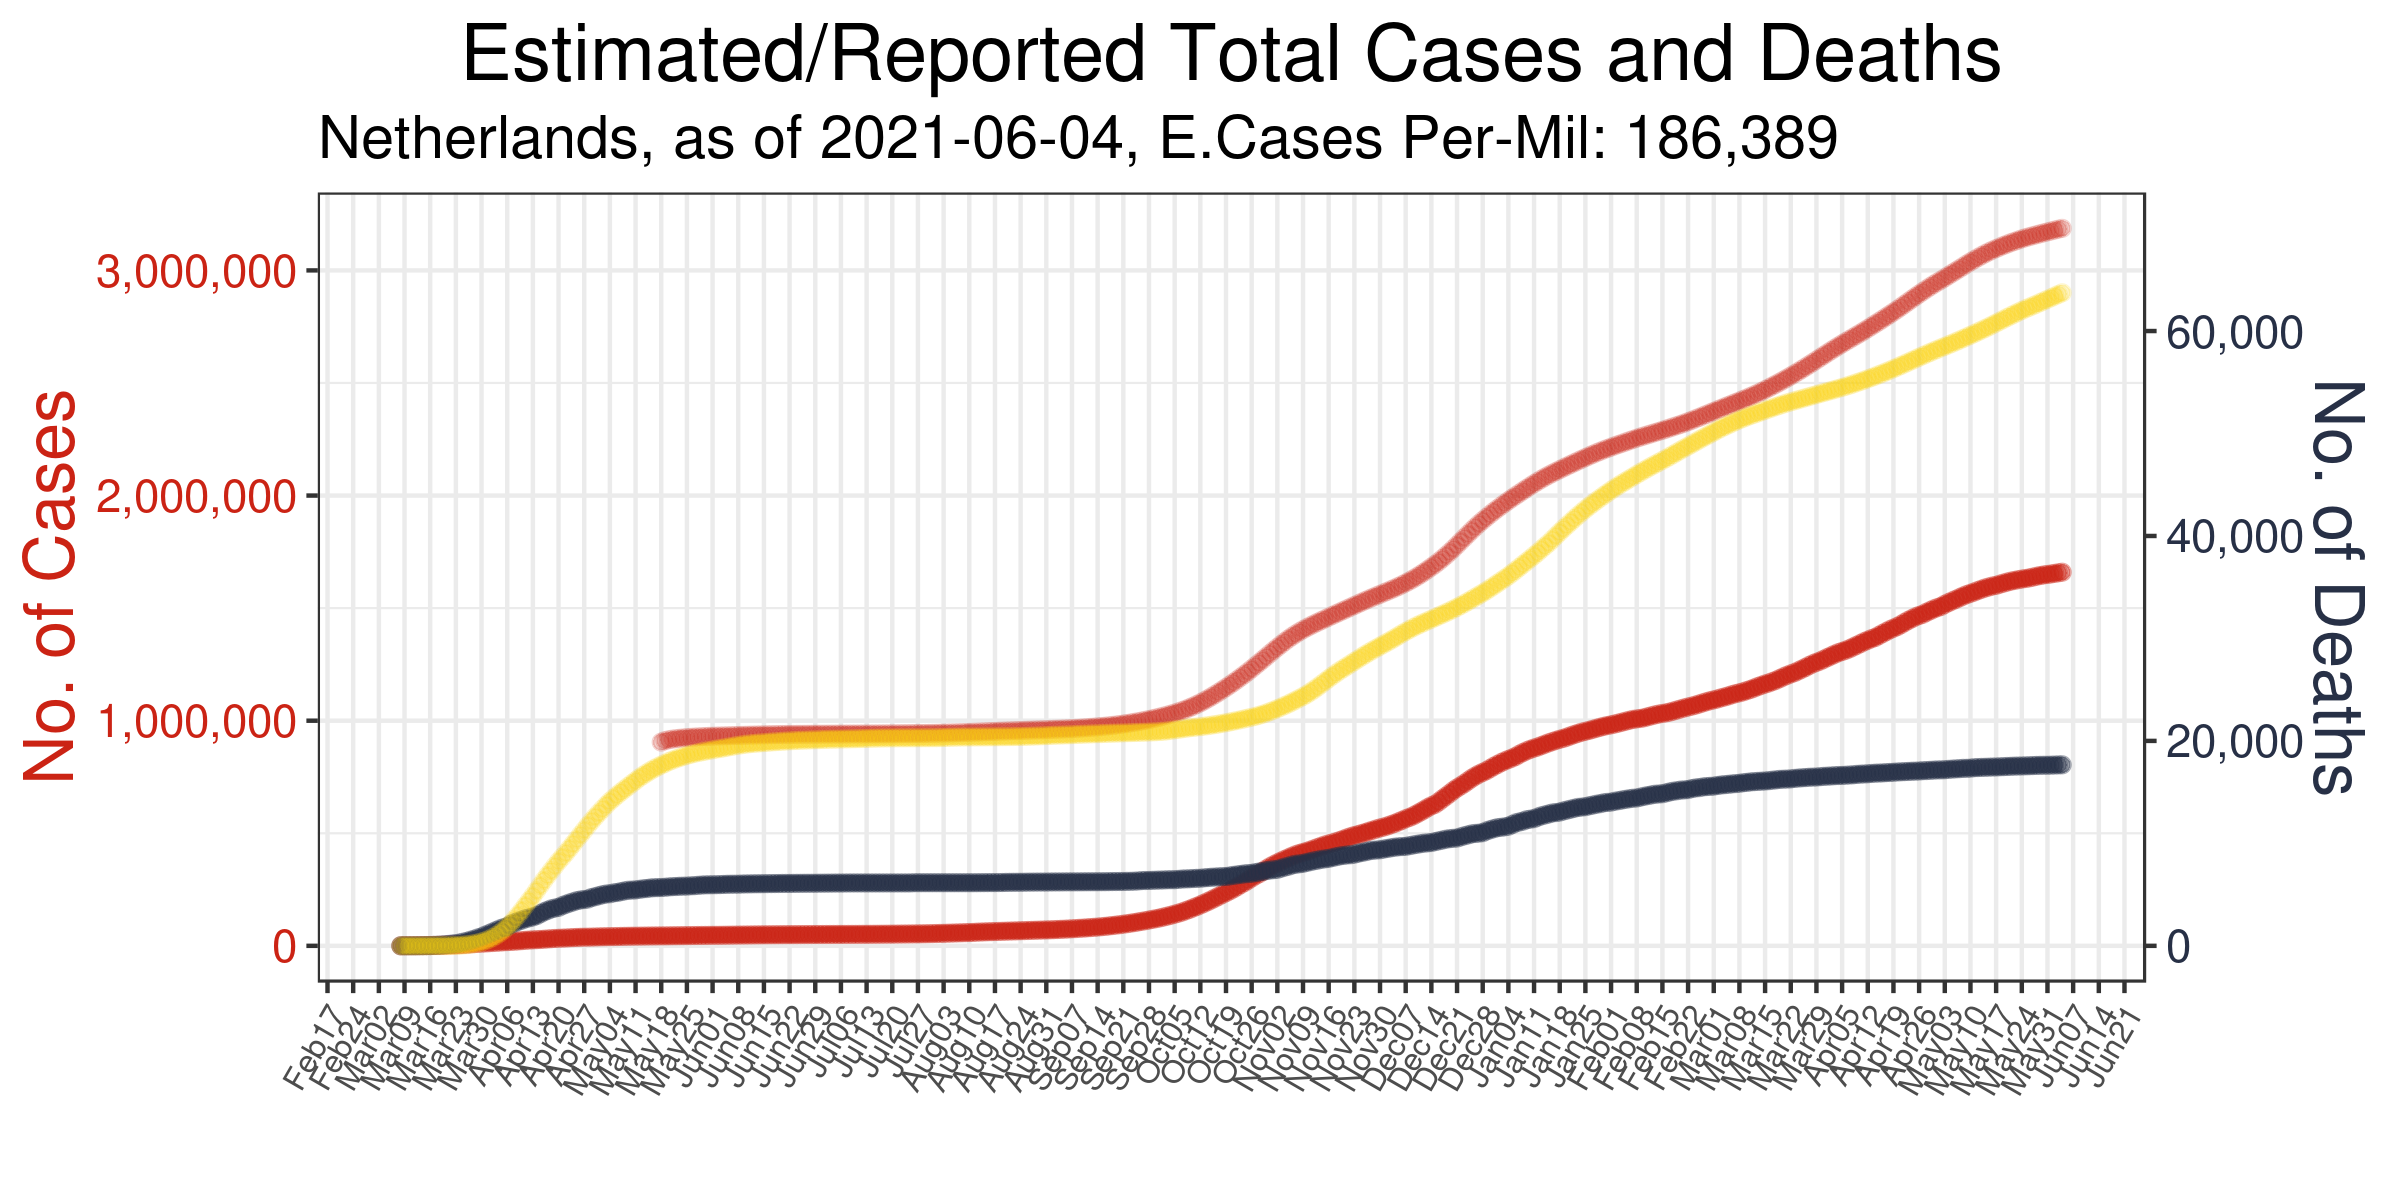 Estimated/Reported Total Cases and Deaths
Netherlands, as of 2021-06-04, E.Cases Per-Mil: 186,389
No. of Cases
3,000,000
2,000,000
1,000,000
0
60,000
40,000
20,000
0
No. of Deaths
Feb17
Feb24
Mar02
Mar09
Mar16
Mar23
Mar30
Apr06
Apr13
Apr20
Apr27
May04
May11
May18
May25
Jun01
Jun08
Jun15
Jun22
Jun29
Jul06
Jul13
Jul20
Jul27
Aug03
Aug10
Aug17
Aug24
Aug31
Sep07
Sep14
Sep21
Sep28
Oct05
Oct12
Oct19
Oct26
Nov02
Nov09
Nov16
Nov23
Nov30
Dec07
Dec14
Dec21
Dec28
Jan04
Jan11
Jan18
Jan25
Feb01
Feb08
Feb15
Feb22
Mar01
Mar08
Mar15
Mar22
Mar29
Apr05
Apr12
Apr19
Apr26
May03
May10
May17
May24
May31
Jun07
Jun14
Jun21